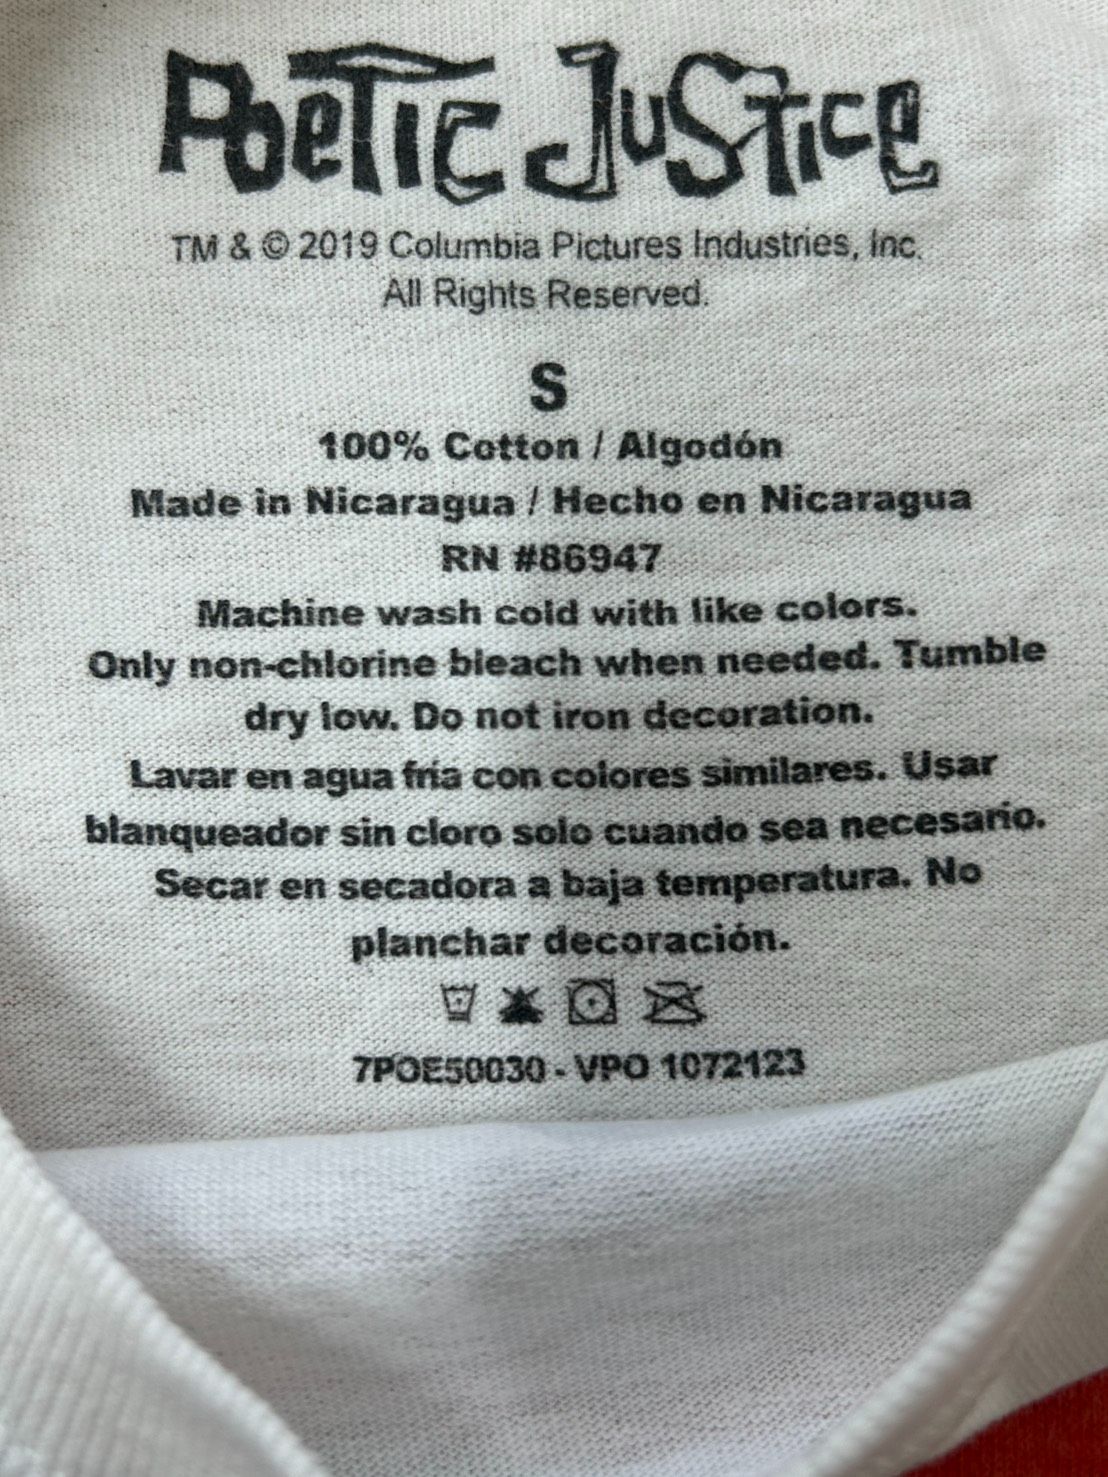 Poetic Justice
TM & © 2019 Columbia Pictures Industries, Inc.
All Rights Reserved.
S
100% Cotton / Algodón
Made in Nicaragua / Hecho en Nicaragua
RN #86947
Machine wash cold with like colors.
Only non-chlorine bleach when needed. Tumble
dry low. Do not iron decoration.
Lavar en agua fría con colores similares. Usar
blanqueador sin cloro solo cuando sea necesario.
Secar en secadora a baja temperatura. No
planchar decoración.
7POE50030 - VPO 1072123